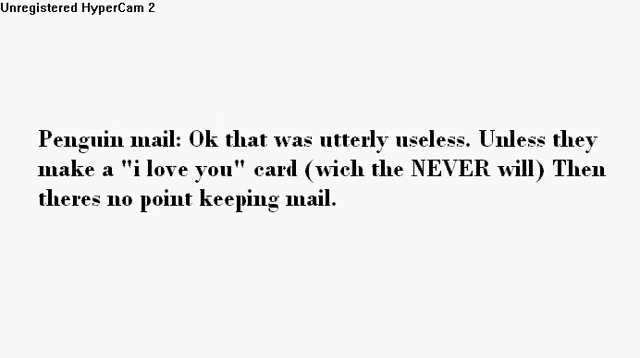 Unregistered HyperCam 2
Penguin mail: Ok that was utterly useless. Unless they
make a "i love you" card (wich the NEVER will) Then
theres no point keeping mail.